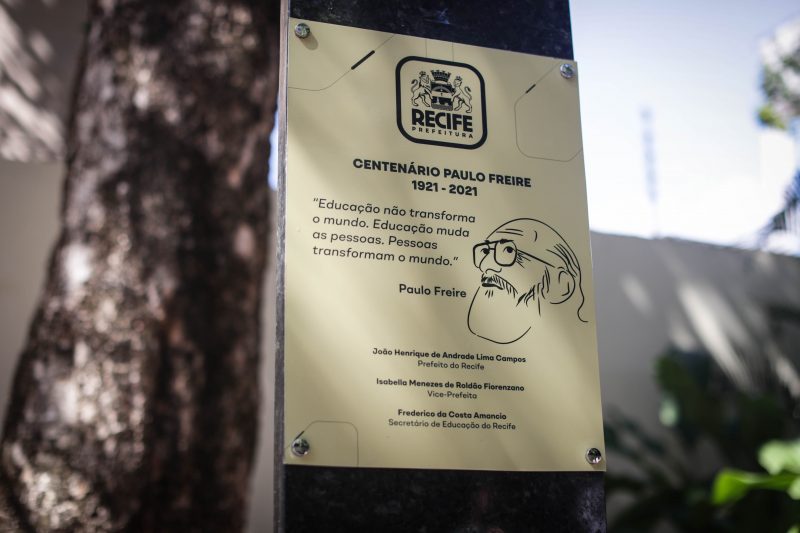 RECIFE
PREFEITURA
CENTENÁRIO PAULO FREIRE
1921 - 2021
"Educação não transforma
o mundo. Educação muda
as pessoas. Pessoas
transformam o mundo."
Paulo Freire
João Henrique de Andrade Lima Campos
Prefeito do Recife
Isabella Menezes de Roldão Fiorenzano
Vice-Prefeita
Frederico da Costa Amancio
Secretário de Educação do Recife